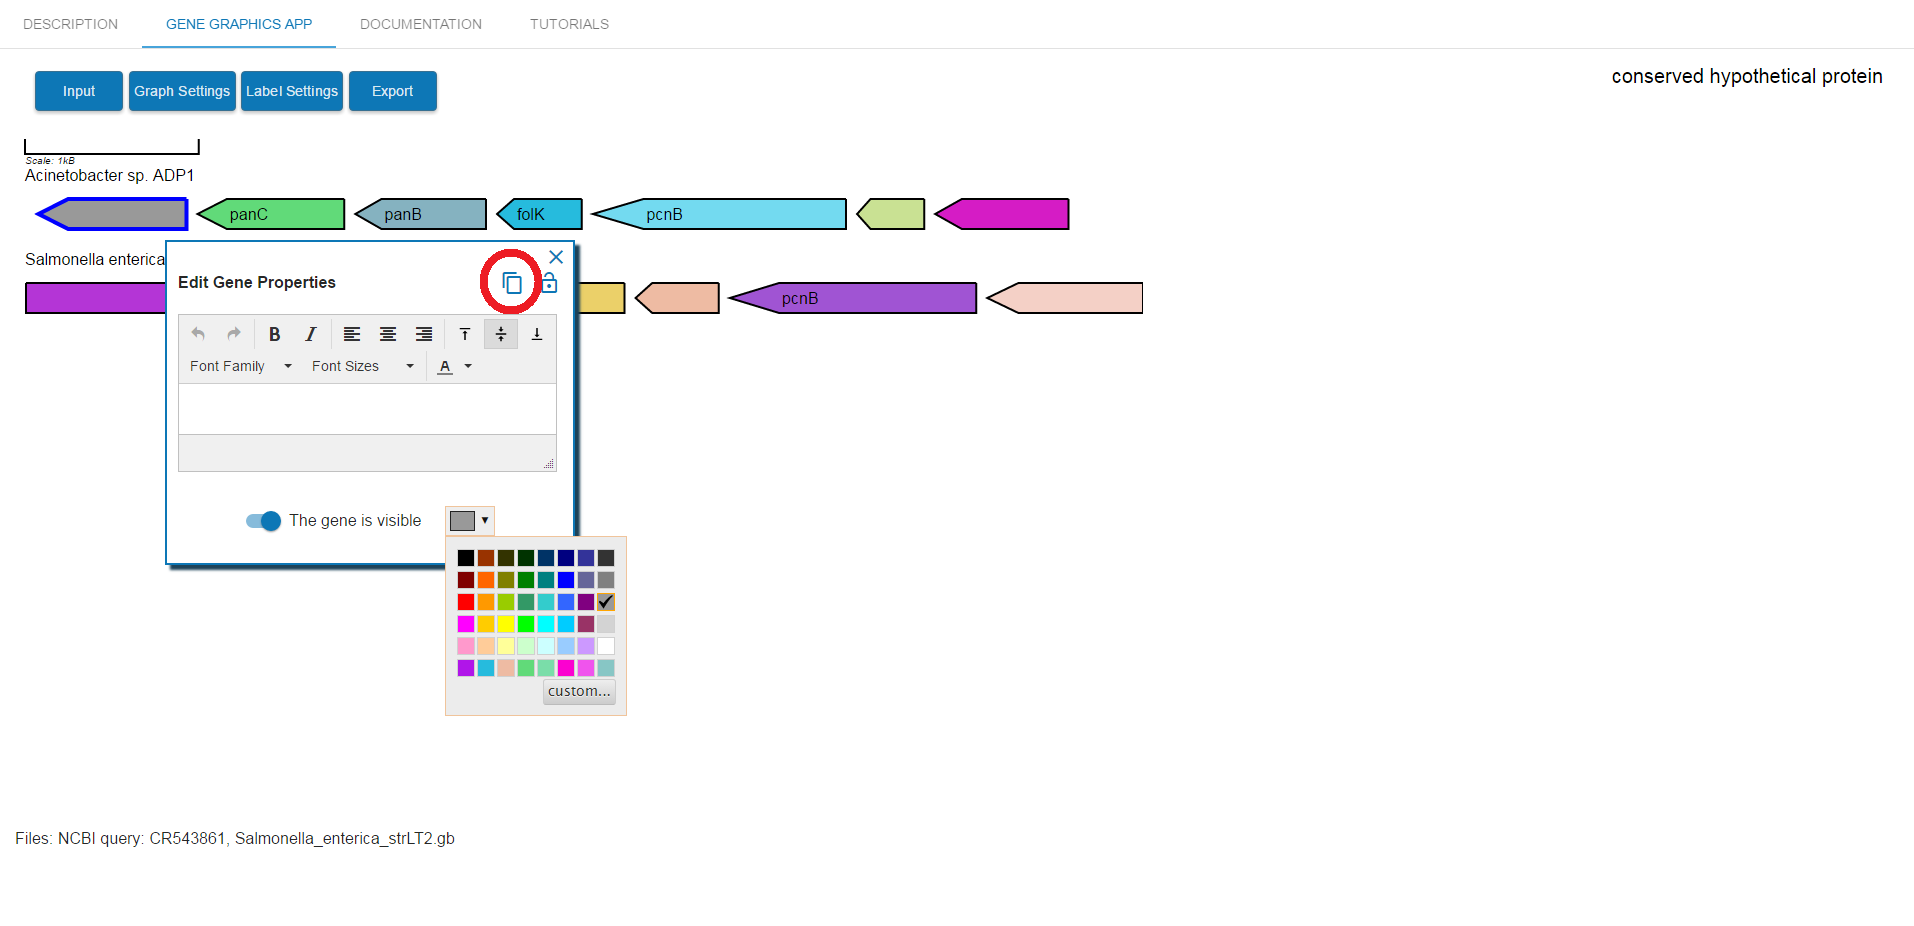 DESCRIPTION GENE GRAPHICS APP DOCUMENTATION TUTORIALS
Input Graph Settings Label Settings Export
conserved hypothetical protein
Scale: 1kB
Acinetobacter sp. ADP1
panC panB folK pcnB
Salmonella enterica
Edit Gene Properties
pcnB
B I
Font Family Font Sizes A
The gene is visible
custom...
Files: NCBI query: CR543861, Salmonella_enterica_strLT2.gb